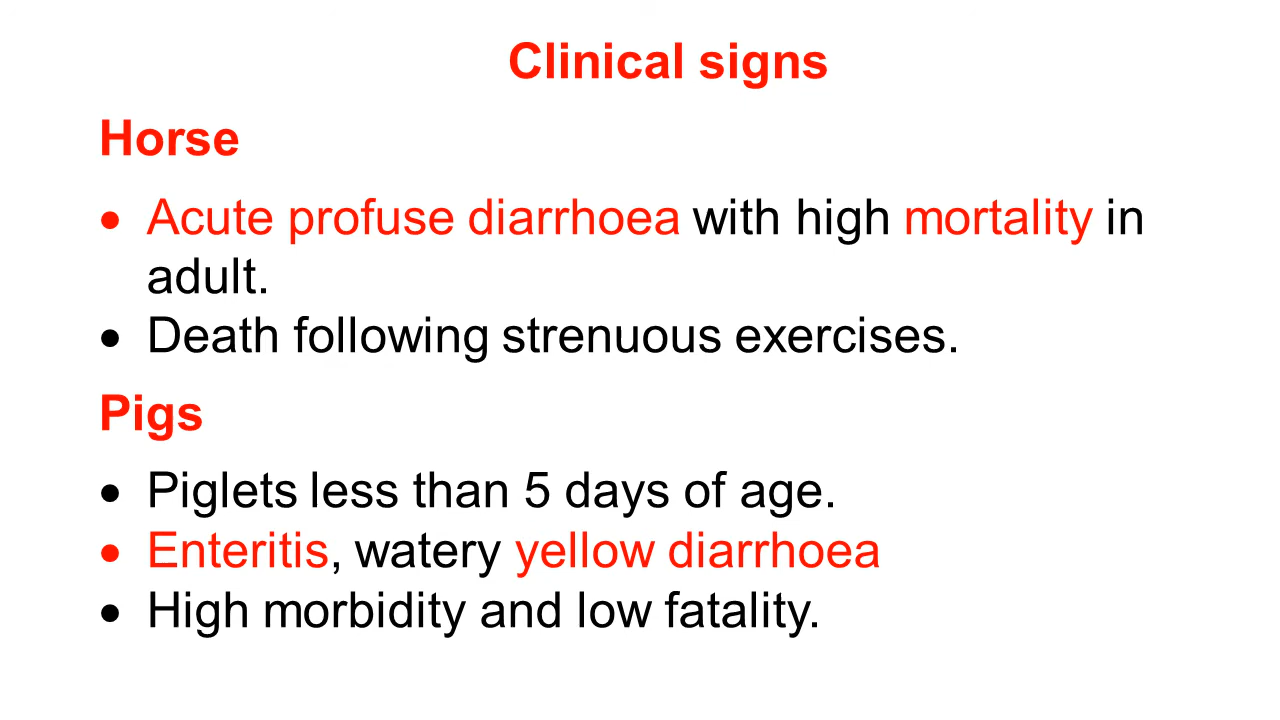 Clinical signs
Horse
• Acute profuse diarrhoea with high mortality in
adult.
• Death following strenuous exercises.
Pigs
• Piglets less than 5 days of age.
• Enteritis, watery yellow diarrhoea
• High morbidity and low fatality.